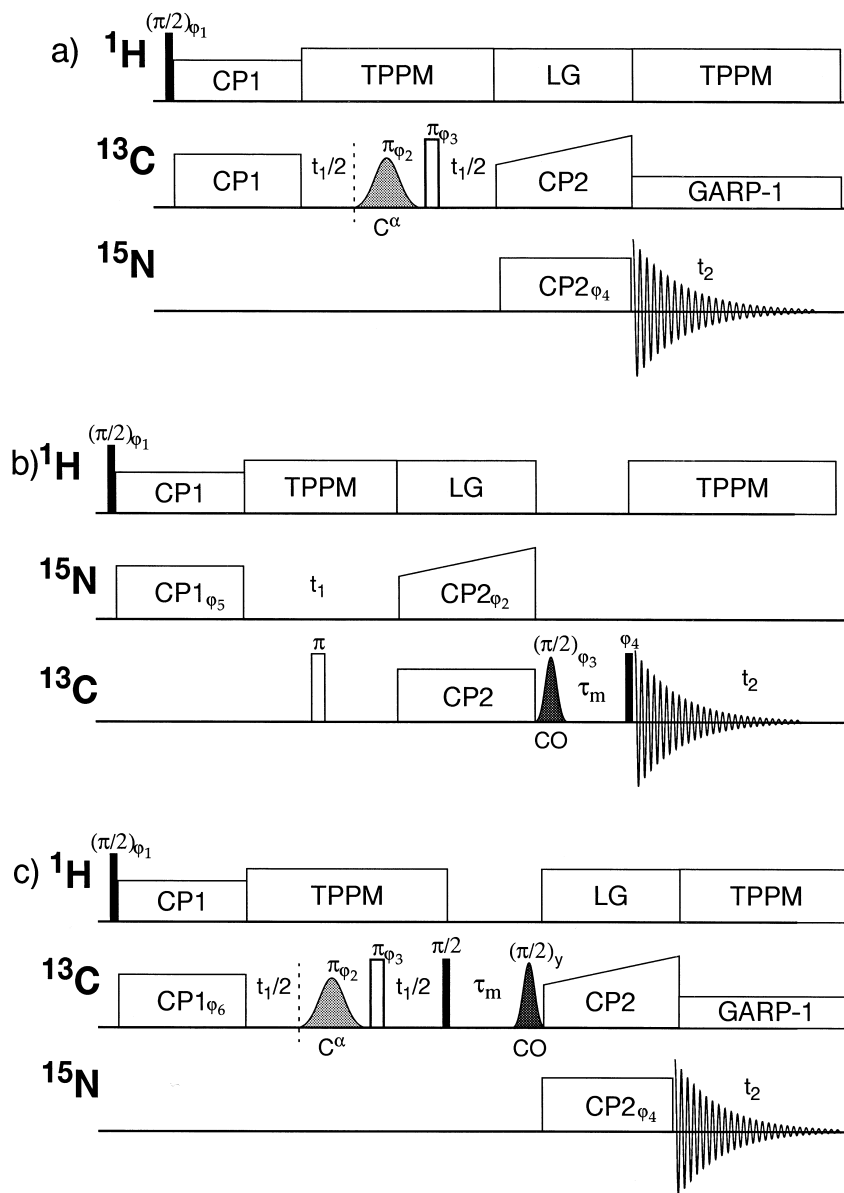 (π/2)φ1
a) 1H CP1 TPPM LG TPPM
13C CP1 t1/2 πφ2 πφ3 t1/2 CP2 GARP-1
Cα
15N CP2φ4 t2
(π/2)φ1
b) 1H CP1 TPPM LG TPPM
15N CP1φ5 t1 CP2φ2
13C π CP2 (π/2)φ3 τm φ4 t2
CO
(π/2)φ1
c) 1H CP1 TPPM LG TPPM
13C CP1φ6 t1/2 πφ2 πφ3 t1/2 π/2 τm (π/2)y CP2 GARP-1
Cα CO
15N CP2φ4 t2